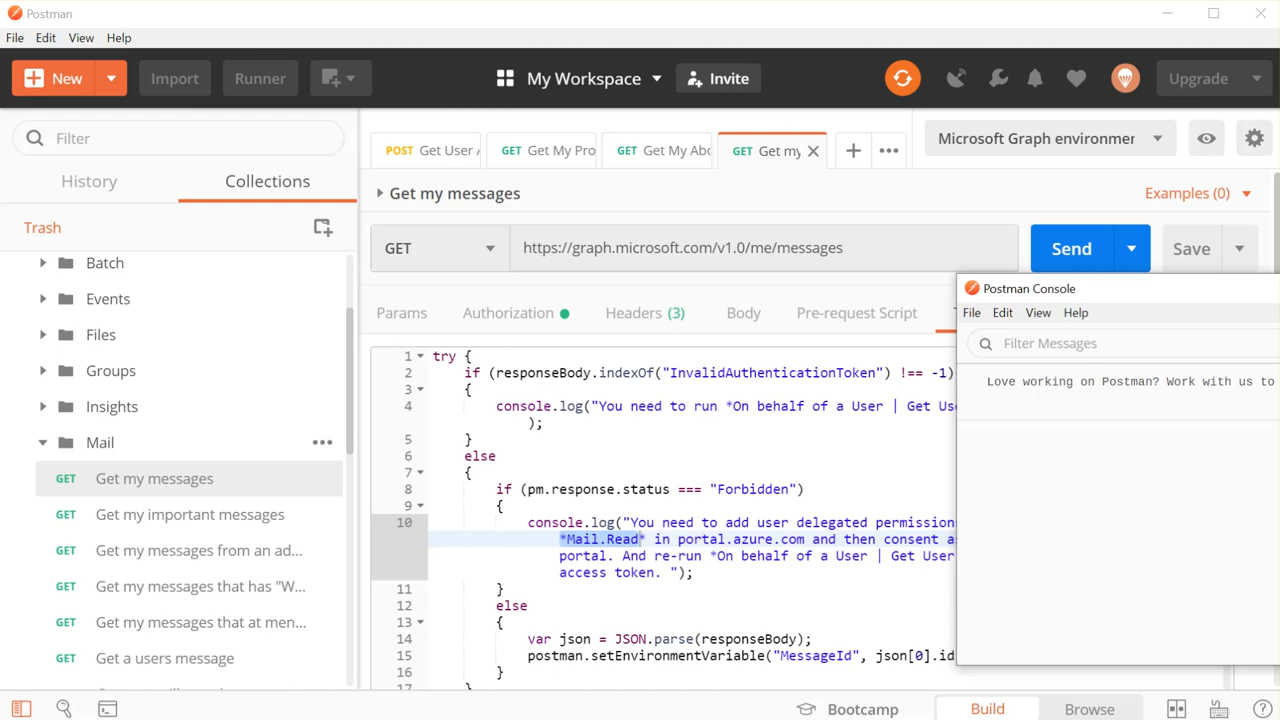 Postman
File Edit View Help
New Import Runner My Workspace Invite Upgrade
Filter
History Collections
Trash
Batch
Events
Files
Groups
Insights
Mail
GET Get my messages
GET Get my important messages
GET Get my messages from an ad...
GET Get my messages that has "W...
GET Get my messages that at men...
GET Get a users message
POST Get User GET Get My Pro GET Get My Abo GET Get my
Microsoft Graph environmer
Get my messages
Examples (0)
GET https://graph.microsoft.com/v1.0/me/messages Send Save
Params Authorization Headers (3) Body Pre-request Script
1 try {
2 if (responseBody.indexOf("InvalidAuthenticationToken") !== -1)
3 {
4 console.log("You need to run *On behalf of a User | Get Use
);
5 }
6 else
7 {
8 if (pm.response.status === "Forbidden")
9 {
10 console.log("You need to add user delegated permission
*Mail.Read* in portal.azure.com and then consent a
portal. And re-run *On behalf of a User | Get User
access token. ");
11 }
12 else
13 {
14 var json = JSON.parse(responseBody);
15 postman.setEnvironmentVariable("MessageId", json[0].id
16 }
17 }
Postman Console
File Edit View Help
Filter Messages
Love working on Postman? Work with us to
Bootcamp Build Browse